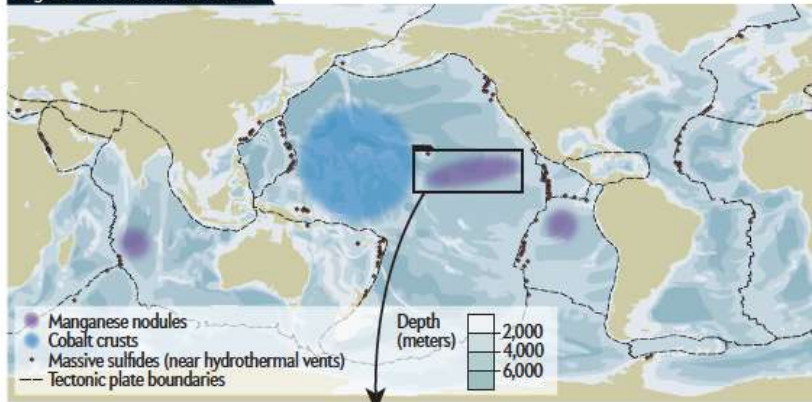 Manganese nodules
Cobalt crusts
Massive sulfides (near hydrothermal vents)
Tectonic plate boundaries
Depth
(meters)
2,000
4,000
6,000